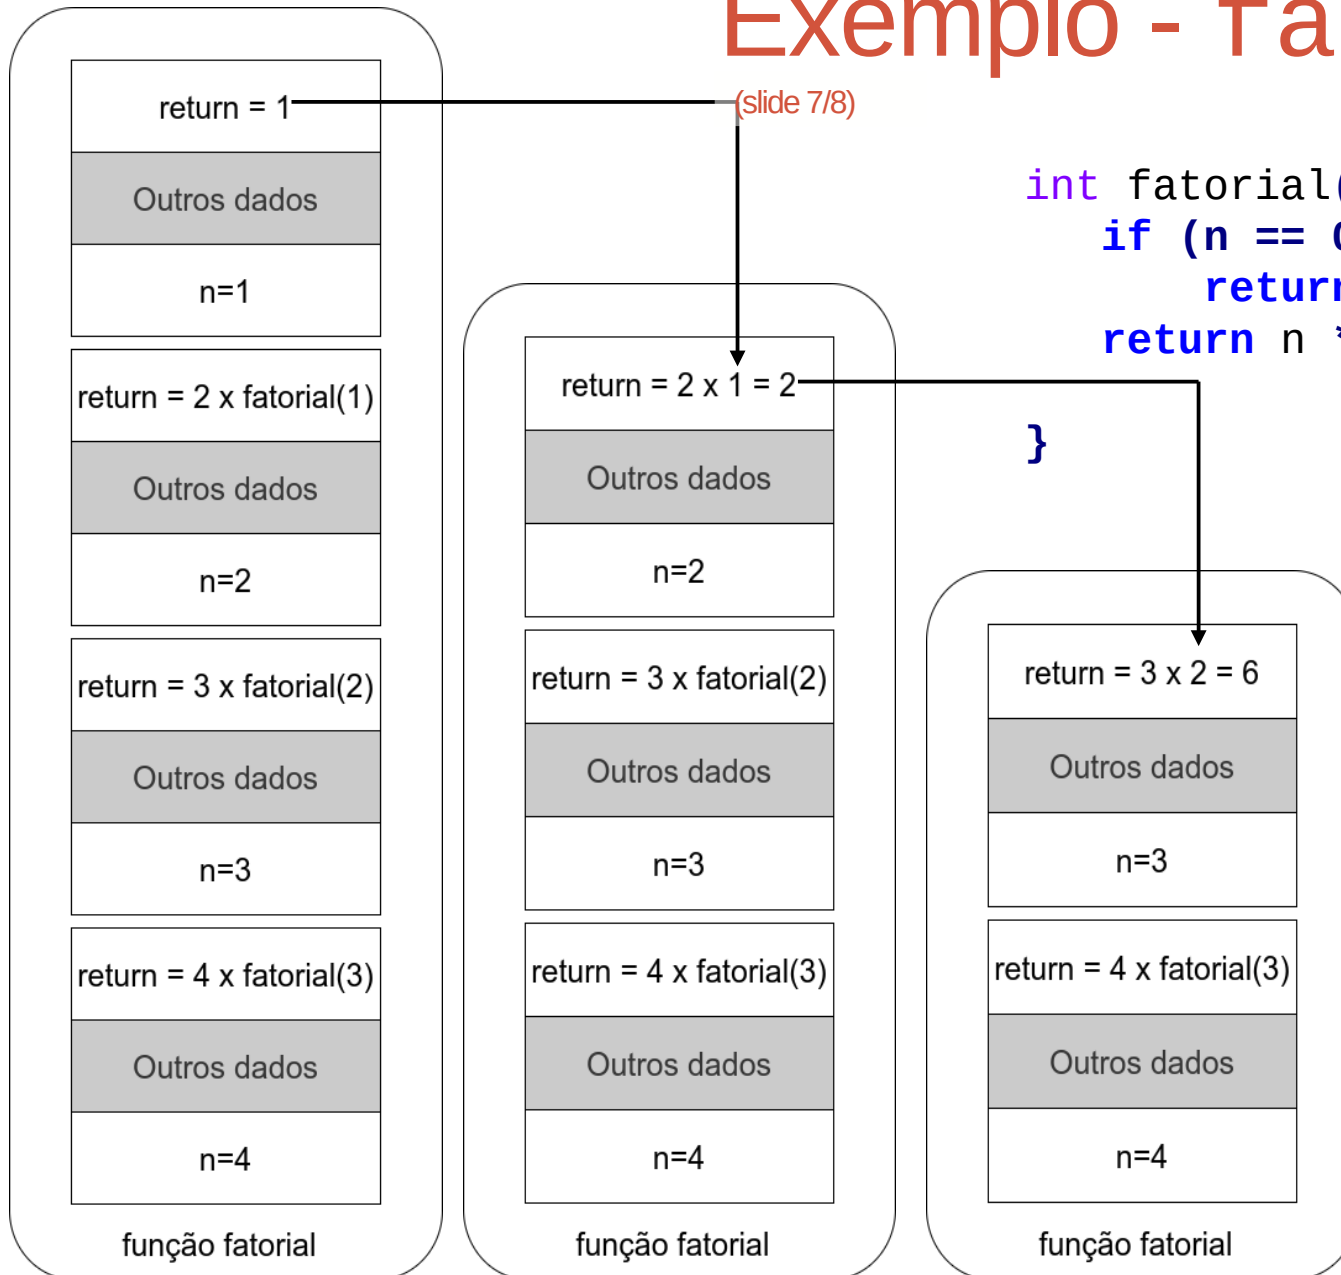 Exemplo - fa
(slide 7/8)
int fatorial(
if (n == 0
return
return n *
}
return = 1
Outros dados
n=1
return = 2 x fatorial(1)
Outros dados
n=2
return = 3 x fatorial(2)
Outros dados
n=3
return = 4 x fatorial(3)
Outros dados
n=4
função fatorial
return = 2 x 1 = 2
Outros dados
n=2
return = 3 x fatorial(2)
Outros dados
n=3
return = 4 x fatorial(3)
Outros dados
n=4
função fatorial
return = 3 x 2 = 6
Outros dados
n=3
return = 4 x fatorial(3)
Outros dados
n=4
função fatorial